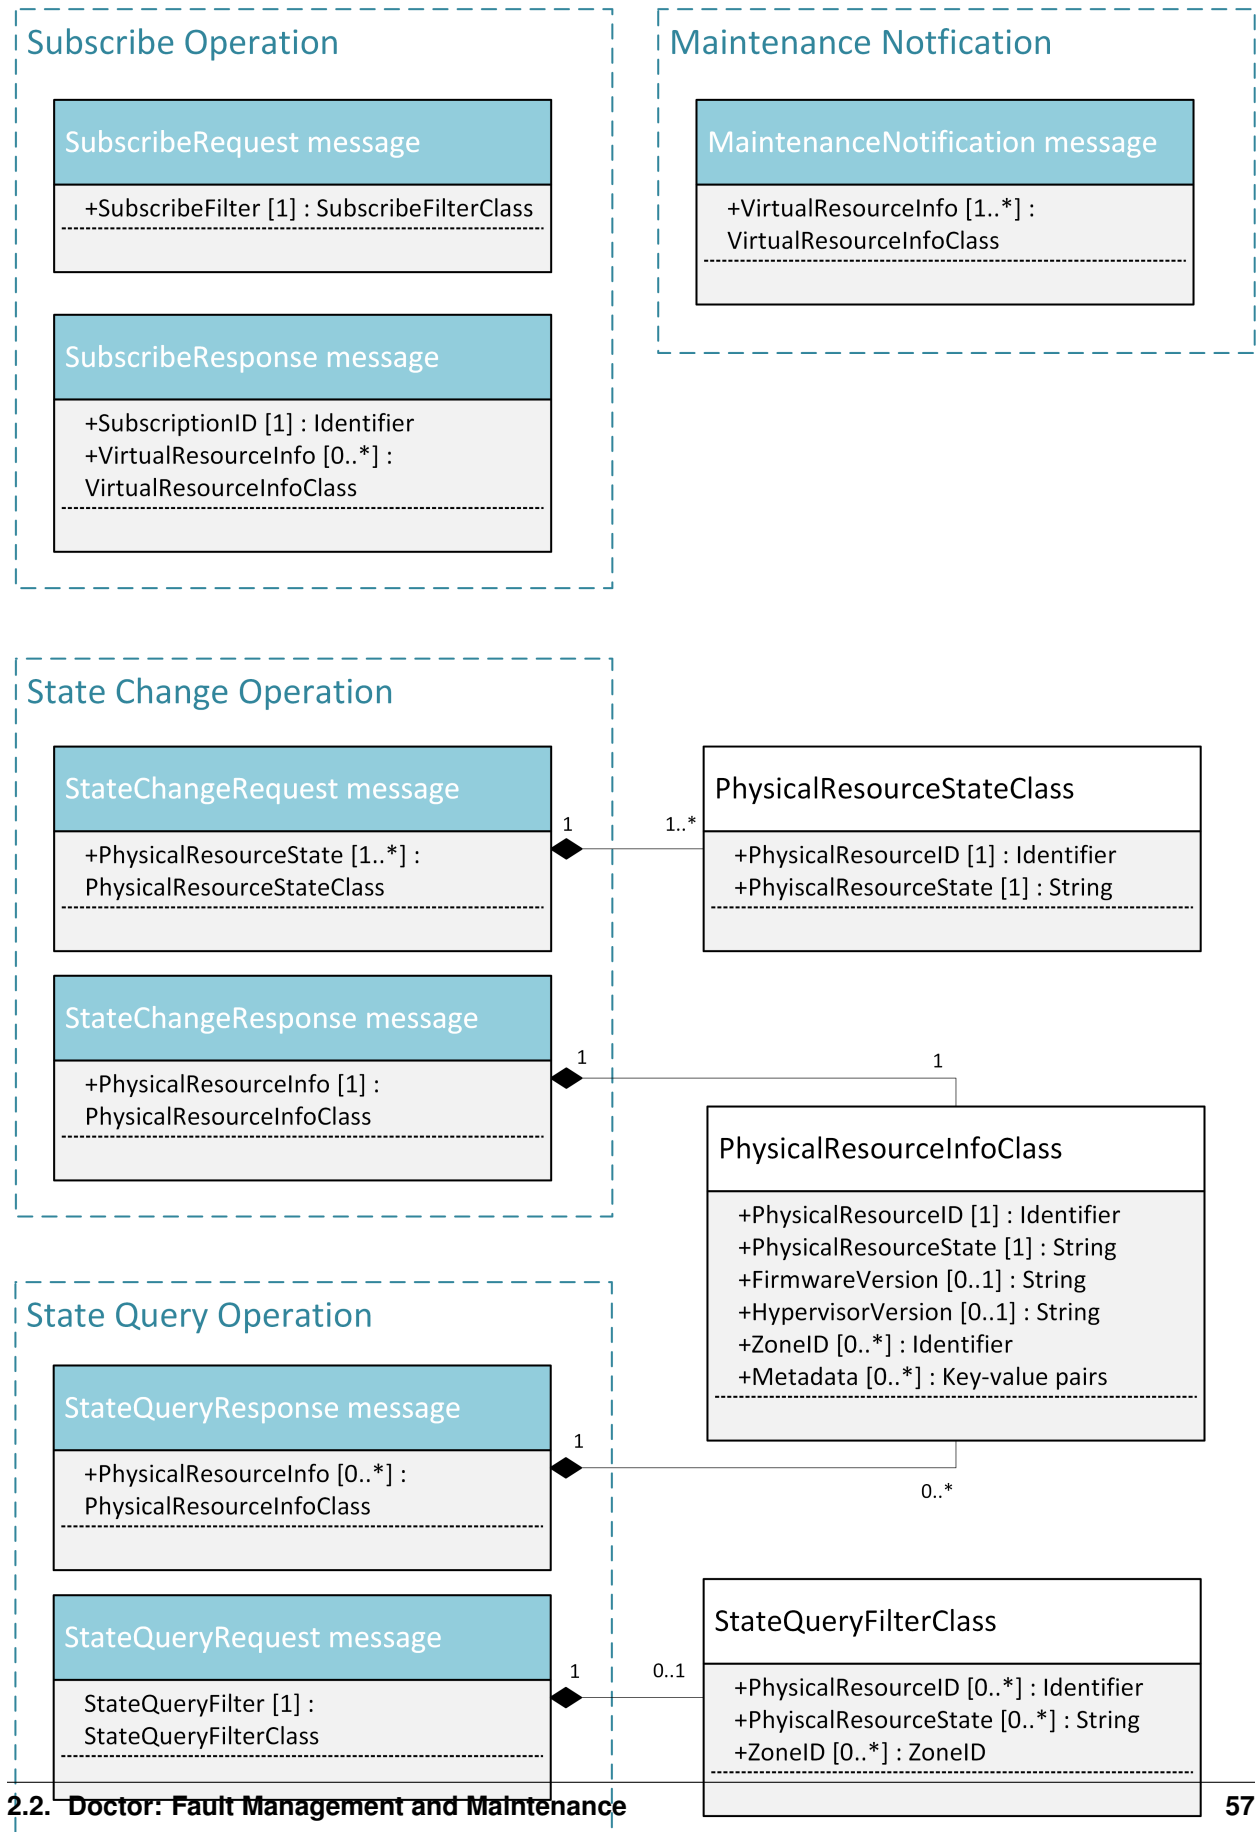 Subscribe Operation
SubscribeRequest message
+SubscribeFilter [1] : SubscribeFilterClass
SubscribeResponse message
+SubscriptionID [1] : Identifier
+VirtualResourceInfo [0..*] :
VirtualResourceInfoClass
Maintenance Notfication
MaintenanceNotification message
+VirtualResourceInfo [1..*] :
VirtualResourceInfoClass
State Change Operation
StateChangeRequest message
+PhysicalResourceState [1..*] :
PhysicalResourceStateClass
1
1..*
PhysicalResourceStateClass
+PhysicalResourceID [1] : Identifier
+PhyiscalResourceState [1] : String
StateChangeResponse message
+PhysicalResourceInfo [1] :
PhysicalResourceInfoClass
1
1
PhysicalResourceInfoClass
+PhysicalResourceID [1] : Identifier
+PhysicalResourceState [1] : String
+FirmwareVersion [0..1] : String
+HypervisorVersion [0..1] : String
+ZoneID [0..*] : Identifier
+Metadata [0..*] : Key-value pairs
State Query Operation
StateQueryResponse message
+PhysicalResourceInfo [0..*] :
PhysicalResourceInfoClass
1
0..*
StateQueryRequest message
StateQueryFilter [1] :
StateQueryFilterClass
1
0..1
StateQueryFilterClass
+PhysicalResourceID [0..*] : Identifier
+PhyiscalResourceState [0..*] : String
+ZoneID [0..*] : ZoneID
2.2. Doctor: Fault Management and Maintenance
57